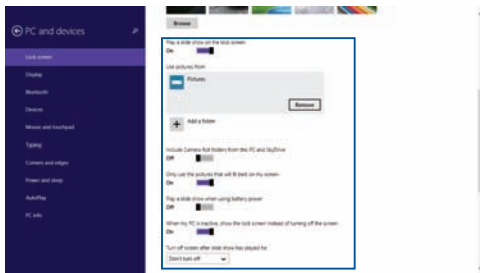 PC and devices
Lock screen
Display
Bluetooth
Devices
Mouse and touchpad
Typing
Corners and edges
Power and sleep
AutoPlay
PC info
Browse
Play a slide show on the lock screen
On
Use pictures from
Pictures
Remove
Add a folder
Include Camera Roll folders from this PC and SkyDrive
Off
Only use the pictures that will fit best on my screen
On
Play a slide show when using battery power
Off
When my PC is inactive, show the lock screen instead of turning off the screen
On
Turn off screen after slide show has played for
Don't turn off